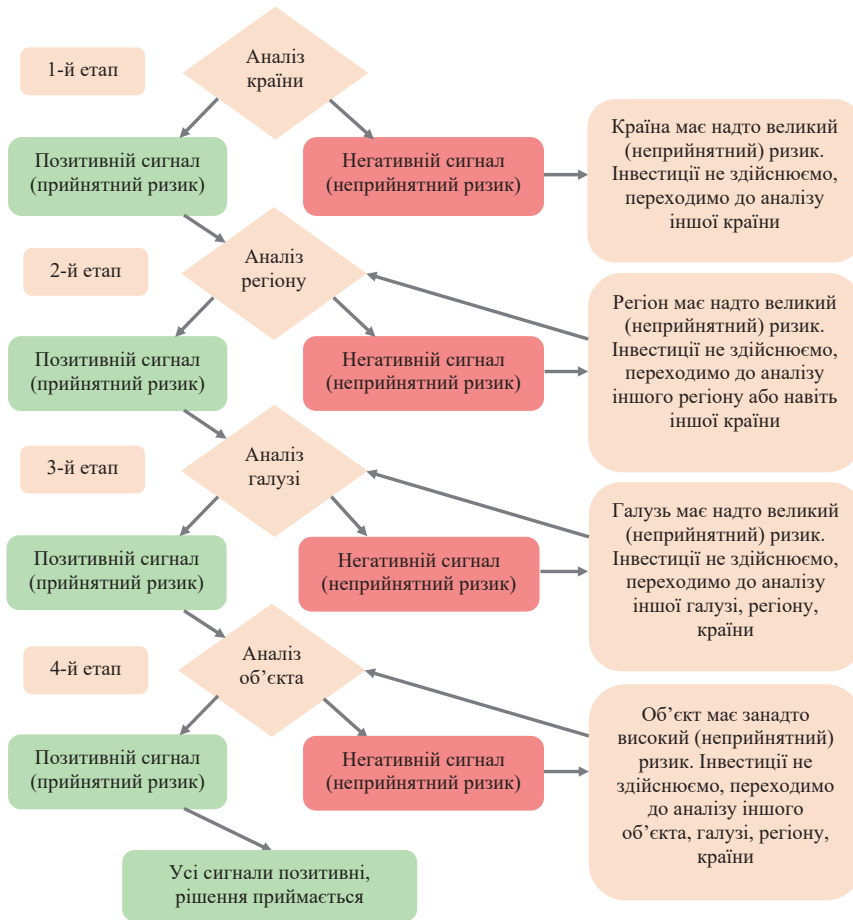 1-й етап
Аналіз
країни
Позитивній сигнал
(прийнятний ризик)
Негативній сигнал
(неприйнятний ризик)
Країна має надто великий
(неприйнятний) ризик.
Інвестиції не здійснюємо,
переходимо до аналізу
іншої країни
2-й етап
Аналіз
регіону
Позитивній сигнал
(прийнятний ризик)
Негативній сигнал
(неприйнятний ризик)
Регіон має надто великий
(неприйнятний) ризик.
Інвестиції не здійснюємо,
переходимо до аналізу
іншого регіону або навіть
іншої країни
3-й етап
Аналіз
галузі
Позитивній сигнал
(прийнятний ризик)
Негативній сигнал
(неприйнятний ризик)
Галузь має надто великий
(неприйнятний) ризик.
Інвестиції не здійснюємо,
переходимо до аналізу
іншої галузі, регіону,
країни
4-й етап
Аналіз
об’єкта
Позитивній сигнал
(прийнятний ризик)
Негативній сигнал
(неприйнятний ризик)
Об’єкт має занадто
високий (неприйнятний)
ризик. Інвестиції не
здійснюємо, переходимо
до аналізу іншого
об’єкта, галузі, регіону,
країни
Усі сигнали позитивні,
рішення приймається